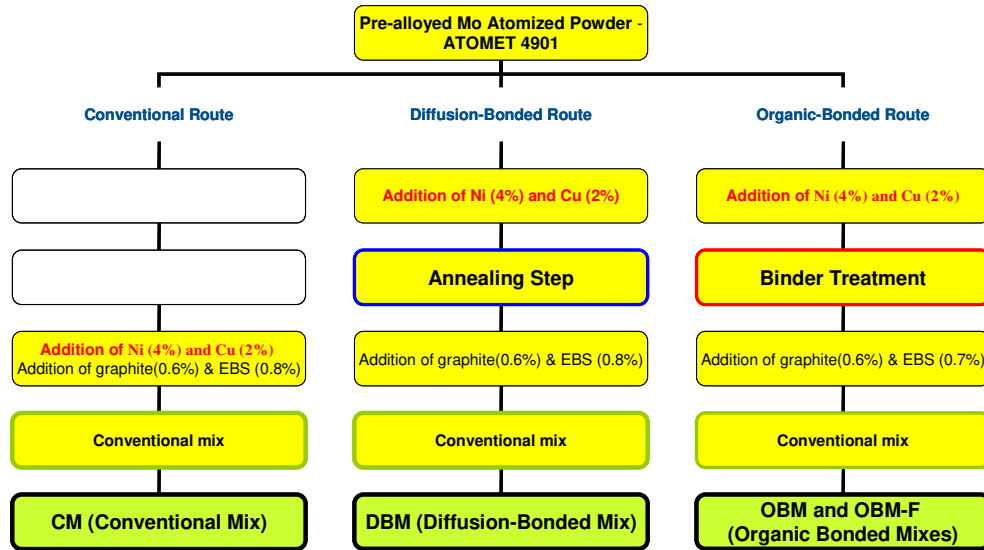 Pre-alloyed Mo Atomized Powder -
ATOMET 4901
Conventional Route
Diffusion-Bonded Route
Organic-Bonded Route
Addition of Ni (4%) and Cu (2%)
Addition of Ni (4%) and Cu (2%)
Annealing Step
Binder Treatment
Addition of Ni (4%) and Cu (2%)
Addition of graphite(0.6%) & EBS (0.8%)
Addition of graphite(0.6%) & EBS (0.8%)
Addition of graphite(0.6%) & EBS (0.7%)
Conventional mix
Conventional mix
Conventional mix
CM (Conventional Mix)
DBM (Diffusion-Bonded Mix)
OBM and OBM-F
(Organic Bonded Mixes)